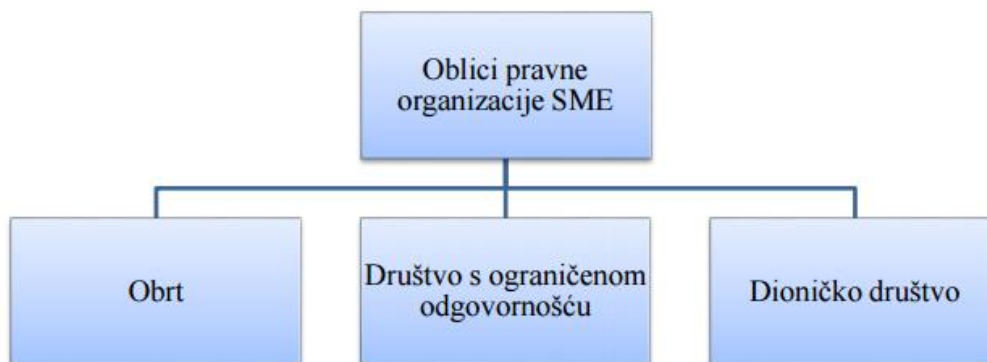 Oblici pravne
organizacije SME
Obrt
Društvo s ograničenom
odgovornošću
Dioničko društvo